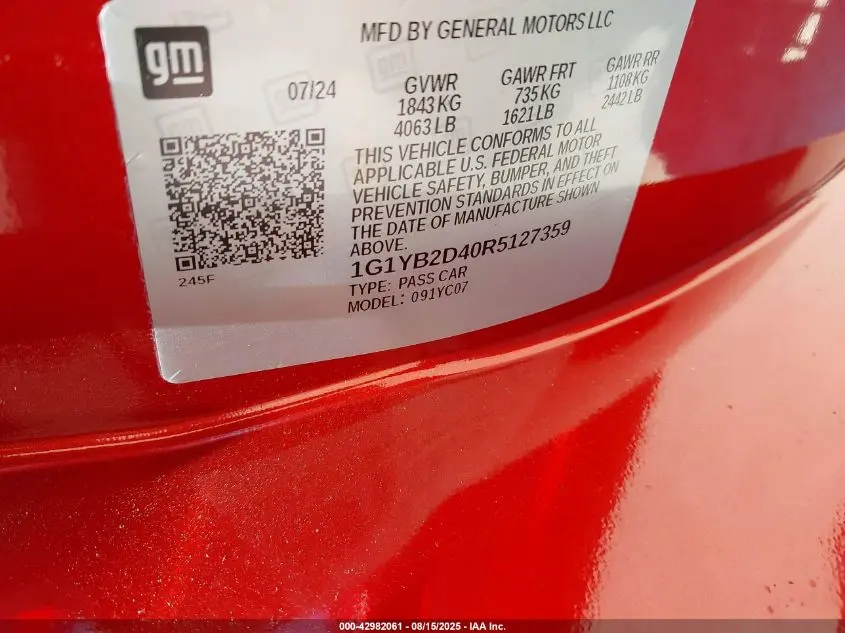 MFD BY GENERAL MOTORS LLC
gm
07/24
GVWR
1843 KG
4063 LB
GAWR FRT
735 KG
1621 LB
GAWR RR
1108 KG
2442 LB
THIS VEHICLE CONFORMS TO ALL
APPLICABLE U.S. FEDERAL MOTOR
VEHICLE SAFETY, BUMPER, AND THEFT
PREVENTION STANDARDS IN EFFECT ON
THE DATE OF MANUFACTURE SHOWN
ABOVE.
1G1YB2D40R5127359
TYPE: PASS CAR
MODEL: 091YC07
245F
000-42982061 - 08/15/2025 - IAA Inc.